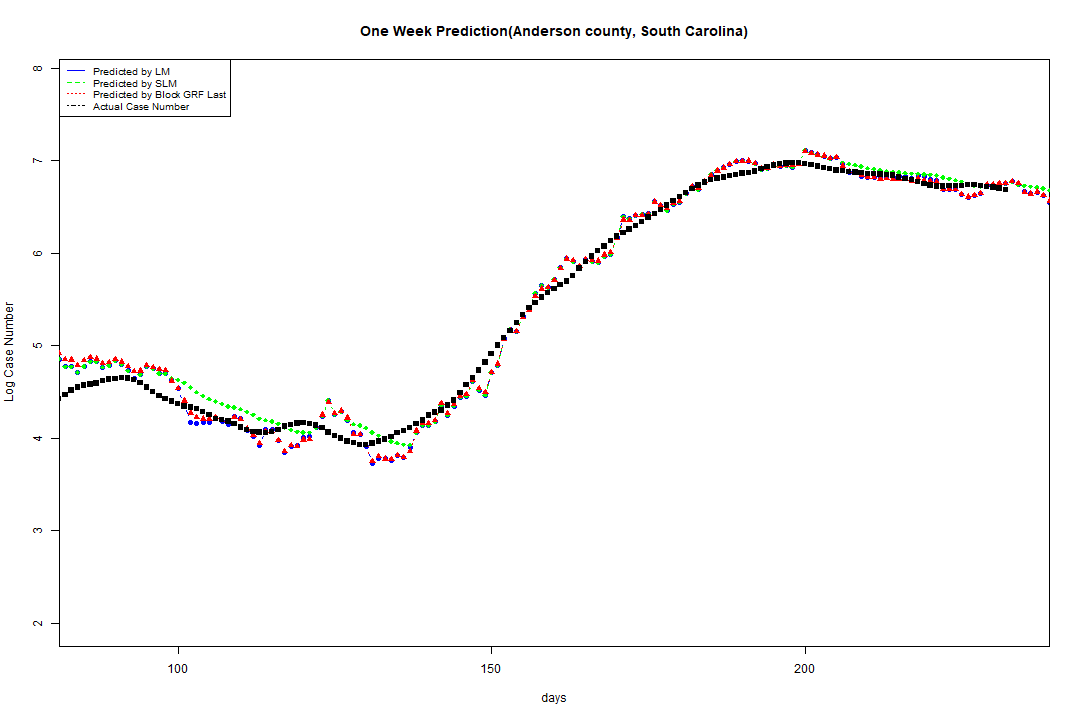 One Week Prediction(Anderson county, South Carolina)
Predicted by LM
Predicted by SLM
Predicted by Block GRF Last
Actual Case Number
8
7
6
5
4
3
2
Log Case Number
100
150
200
days